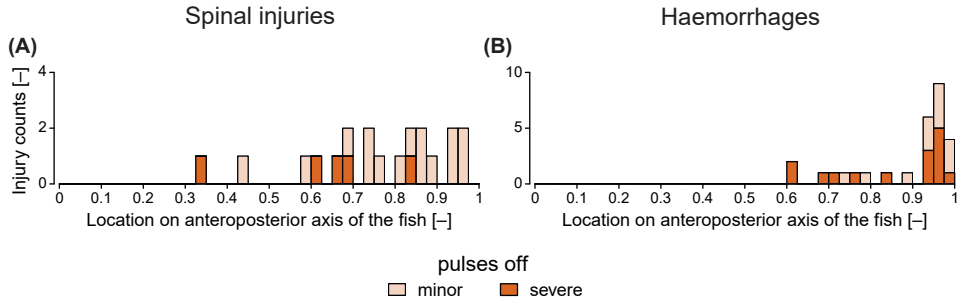 Spinal injuries
Haemorrhages
(A)
(B)
Injury counts [–]
4
2
0
0 0.1 0.2 0.3 0.4 0.5 0.6 0.7 0.8 0.9 1
Location on anteroposterior axis of the fish [–]
10
5
0
0 0.1 0.2 0.3 0.4 0.5 0.6 0.7 0.8 0.9 1
Location on anteroposterior axis of the fish [–]
pulses off
minor severe